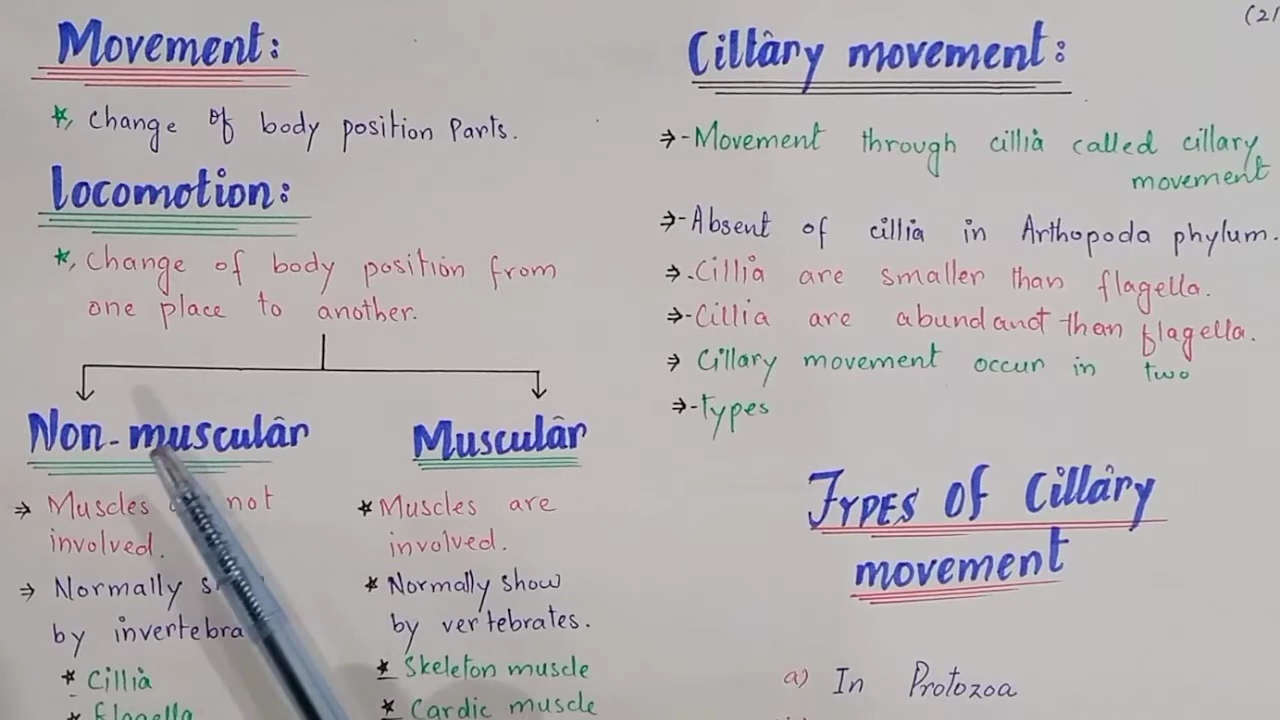 Movement:
*, Change of body position Parts.
Locomotion:
*, Change of body position from
one place to another.
Non-muscular
⇒ Muscles not
involved.
⇒ Normally
by
* Cillia
* flagella
Muscular
* Muscles are
involved.
* Normally show
by vertebrates.
* Skeleton muscle
* Cardic muscle
(21
Cillary movement:
⇒-Movement through cillia called cillary
movement
⇒-Absent of cillia in Arthopoda phylum.
⇒-Cillia are smaller than flagella.
⇒-Cillia are abundanct than flagella.
⇒ Cillary movement occur in two
⇒-types
TYPES OF Cillary
movement
a) In Protozoa